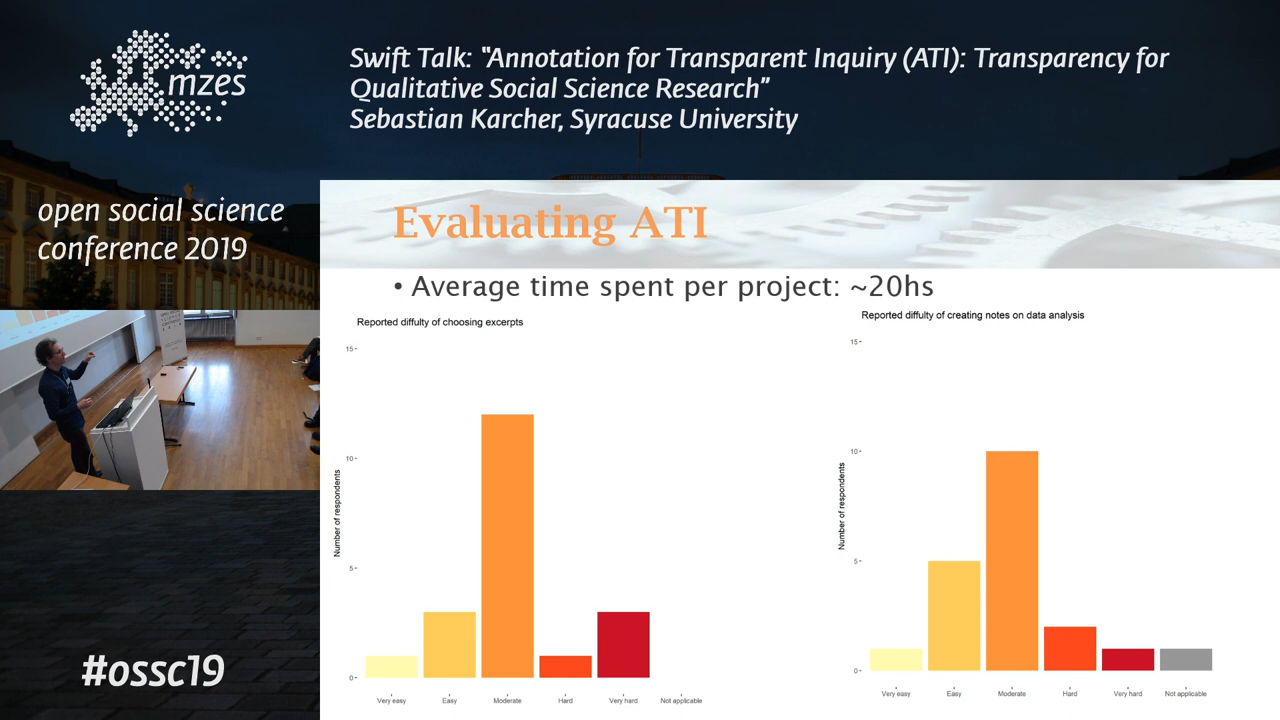 mzes
Swift Talk: "Annotation for Transparent Inquiry (ATI): Transparency for
Qualitative Social Science Research"
Sebastian Karcher, Syracuse University
open social science
conference 2019
#ossc19
Evaluating ATI
• Average time spent per project: ~20hs
Reported diffulty of choosing excerpts
Number of respondents
15
10
5
0
Very easy Easy Moderate Hard Very hard Not applicable
Reported diffulty of creating notes on data analysis
Number of respondents
15
10
5
0
Very easy Easy Moderate Hard Very hard Not applicable